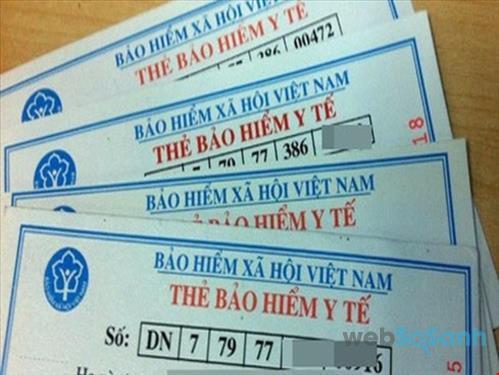 BẢO HIỂM XÃ HỘI VIỆT NAM
THẺ BẢO HIỂM Y TẾ
386 00472
BẢO HIỂM XÃ HỘI VIỆT NAM
THẺ BẢO HIỂM Y TẾ
77 386
18
BẢO HIỂM XÃ HỘI VIỆT NAM
THẺ BẢO HIỂM Y TẾ
BẢO HIỂM XÃ HỘI VIỆT NAM
THẺ BẢO HIỂM Y TẾ
Số: DN 7 79 77
5
websosanh